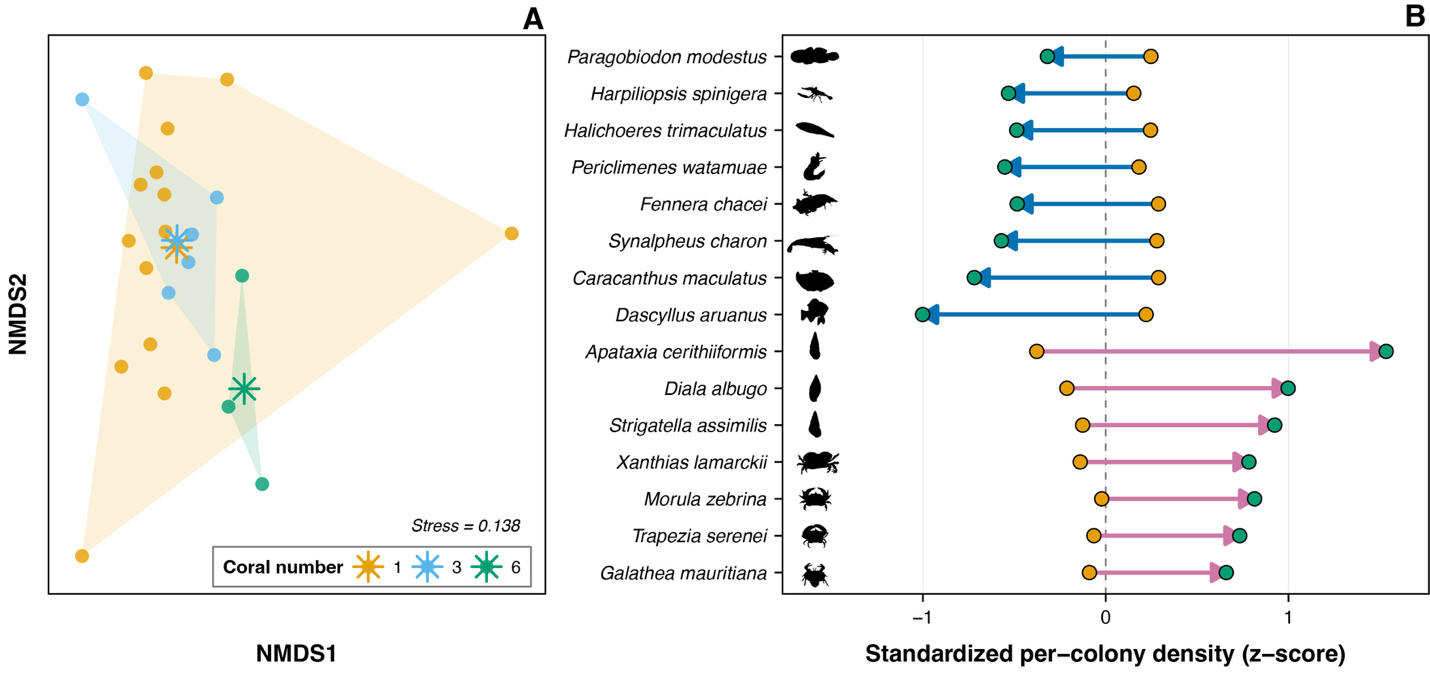 A
NMDS2
Stress = 0.138
Coral number 1 3 6
NMDS1
B
Paragobiodon modestus
Harpiliopsis spinigera
Halichoeres trimaculatus
Periclimenes watamuae
Fennera chacei
Synalpheus charon
Caracanthus maculatus
Dascyllus aruanus
Apataxia cerithiiformis
Diala albugo
Strigatella assimilis
Xanthias lamarckii
Morula zebrina
Trapezia serenei
Galathea mauritiana
−1 0 1
Standardized per−colony density (z−score)